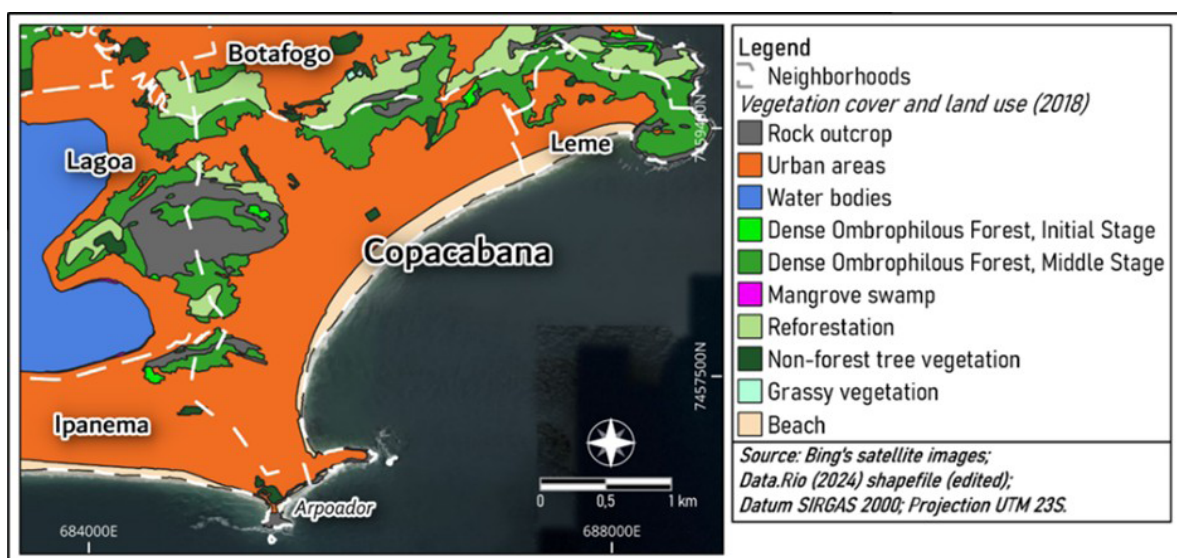 Botafogo
Lagoa
Leme
Copacabana
Ipanema
Arpoador
7459400N
7457500N
684000E
688000E
0 0,5 1 km
Legend
Neighborhoods
Vegetation cover and land use (2018)
Rock outcrop
Urban areas
Water bodies
Dense Ombrophilous Forest, Initial Stage
Dense Ombrophilous Forest, Middle Stage
Mangrove swamp
Reforestation
Non-forest tree vegetation
Grassy vegetation
Beach
Source: Bing's satellite images;
Data.Rio (2024) shapefile (edited);
Datum SIRGAS 2000; Projection UTM 23S.